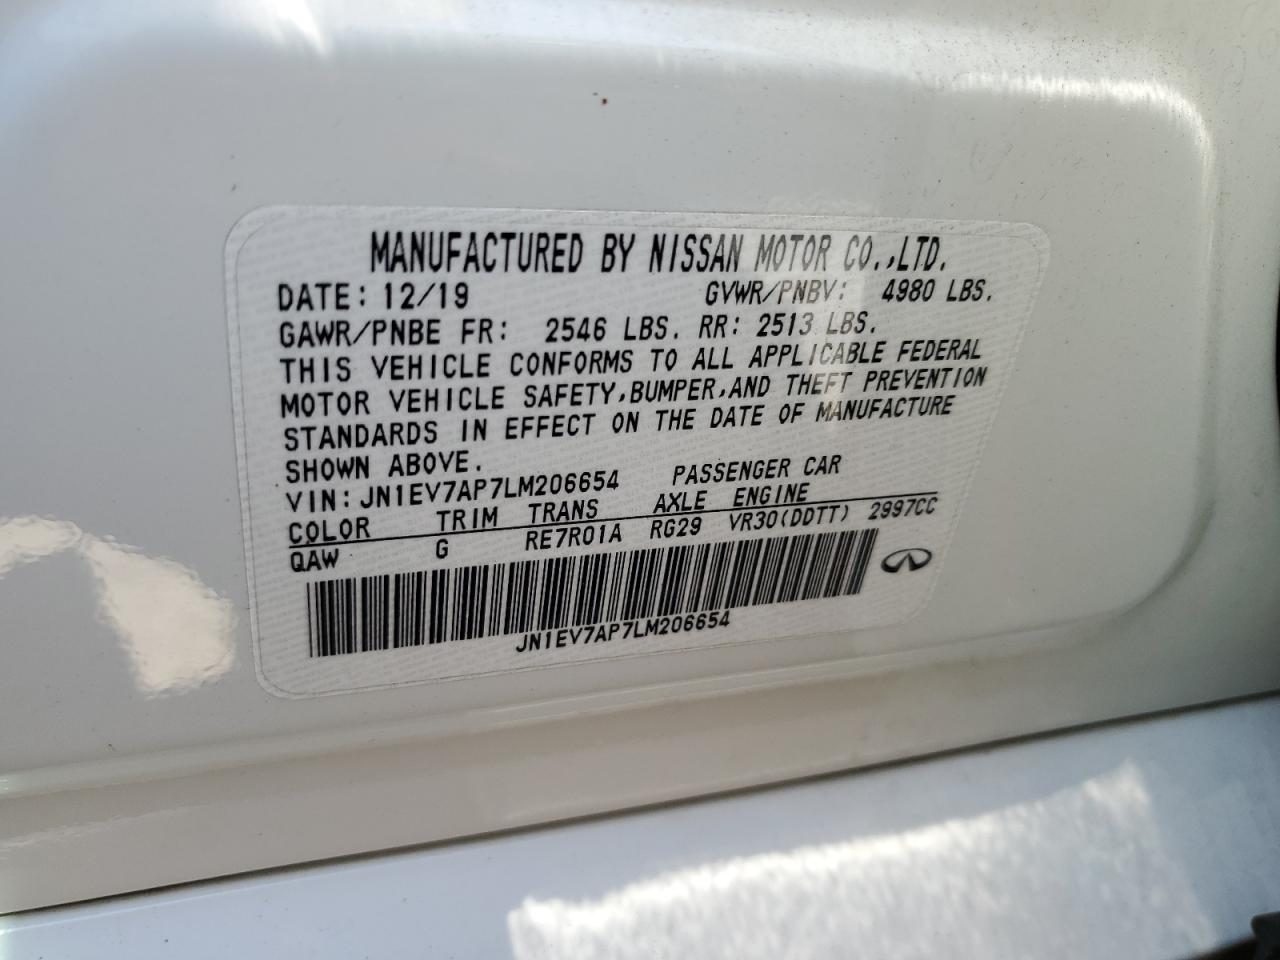 MANUFACTURED BY NISSAN MOTOR CO.,LTD.
DATE: 12/19 GVWR/PNBV: 4980 LBS.
GAWR/PNBE FR: 2546 LBS. RR: 2513 LBS.
THIS VEHICLE CONFORMS TO ALL APPLICABLE FEDERAL
MOTOR VEHICLE SAFETY,BUMPER,AND THEFT PREVENTION
STANDARDS IN EFFECT ON THE DATE OF MANUFACTURE
SHOWN ABOVE.
VIN: JN1EV7AP7LM206654 PASSENGER CAR
COLOR TRIM TRANS AXLE ENGINE
QAW G RE7R01A RG29 VR30(DDTT) 2997CC
JN1EV7AP7LM206654